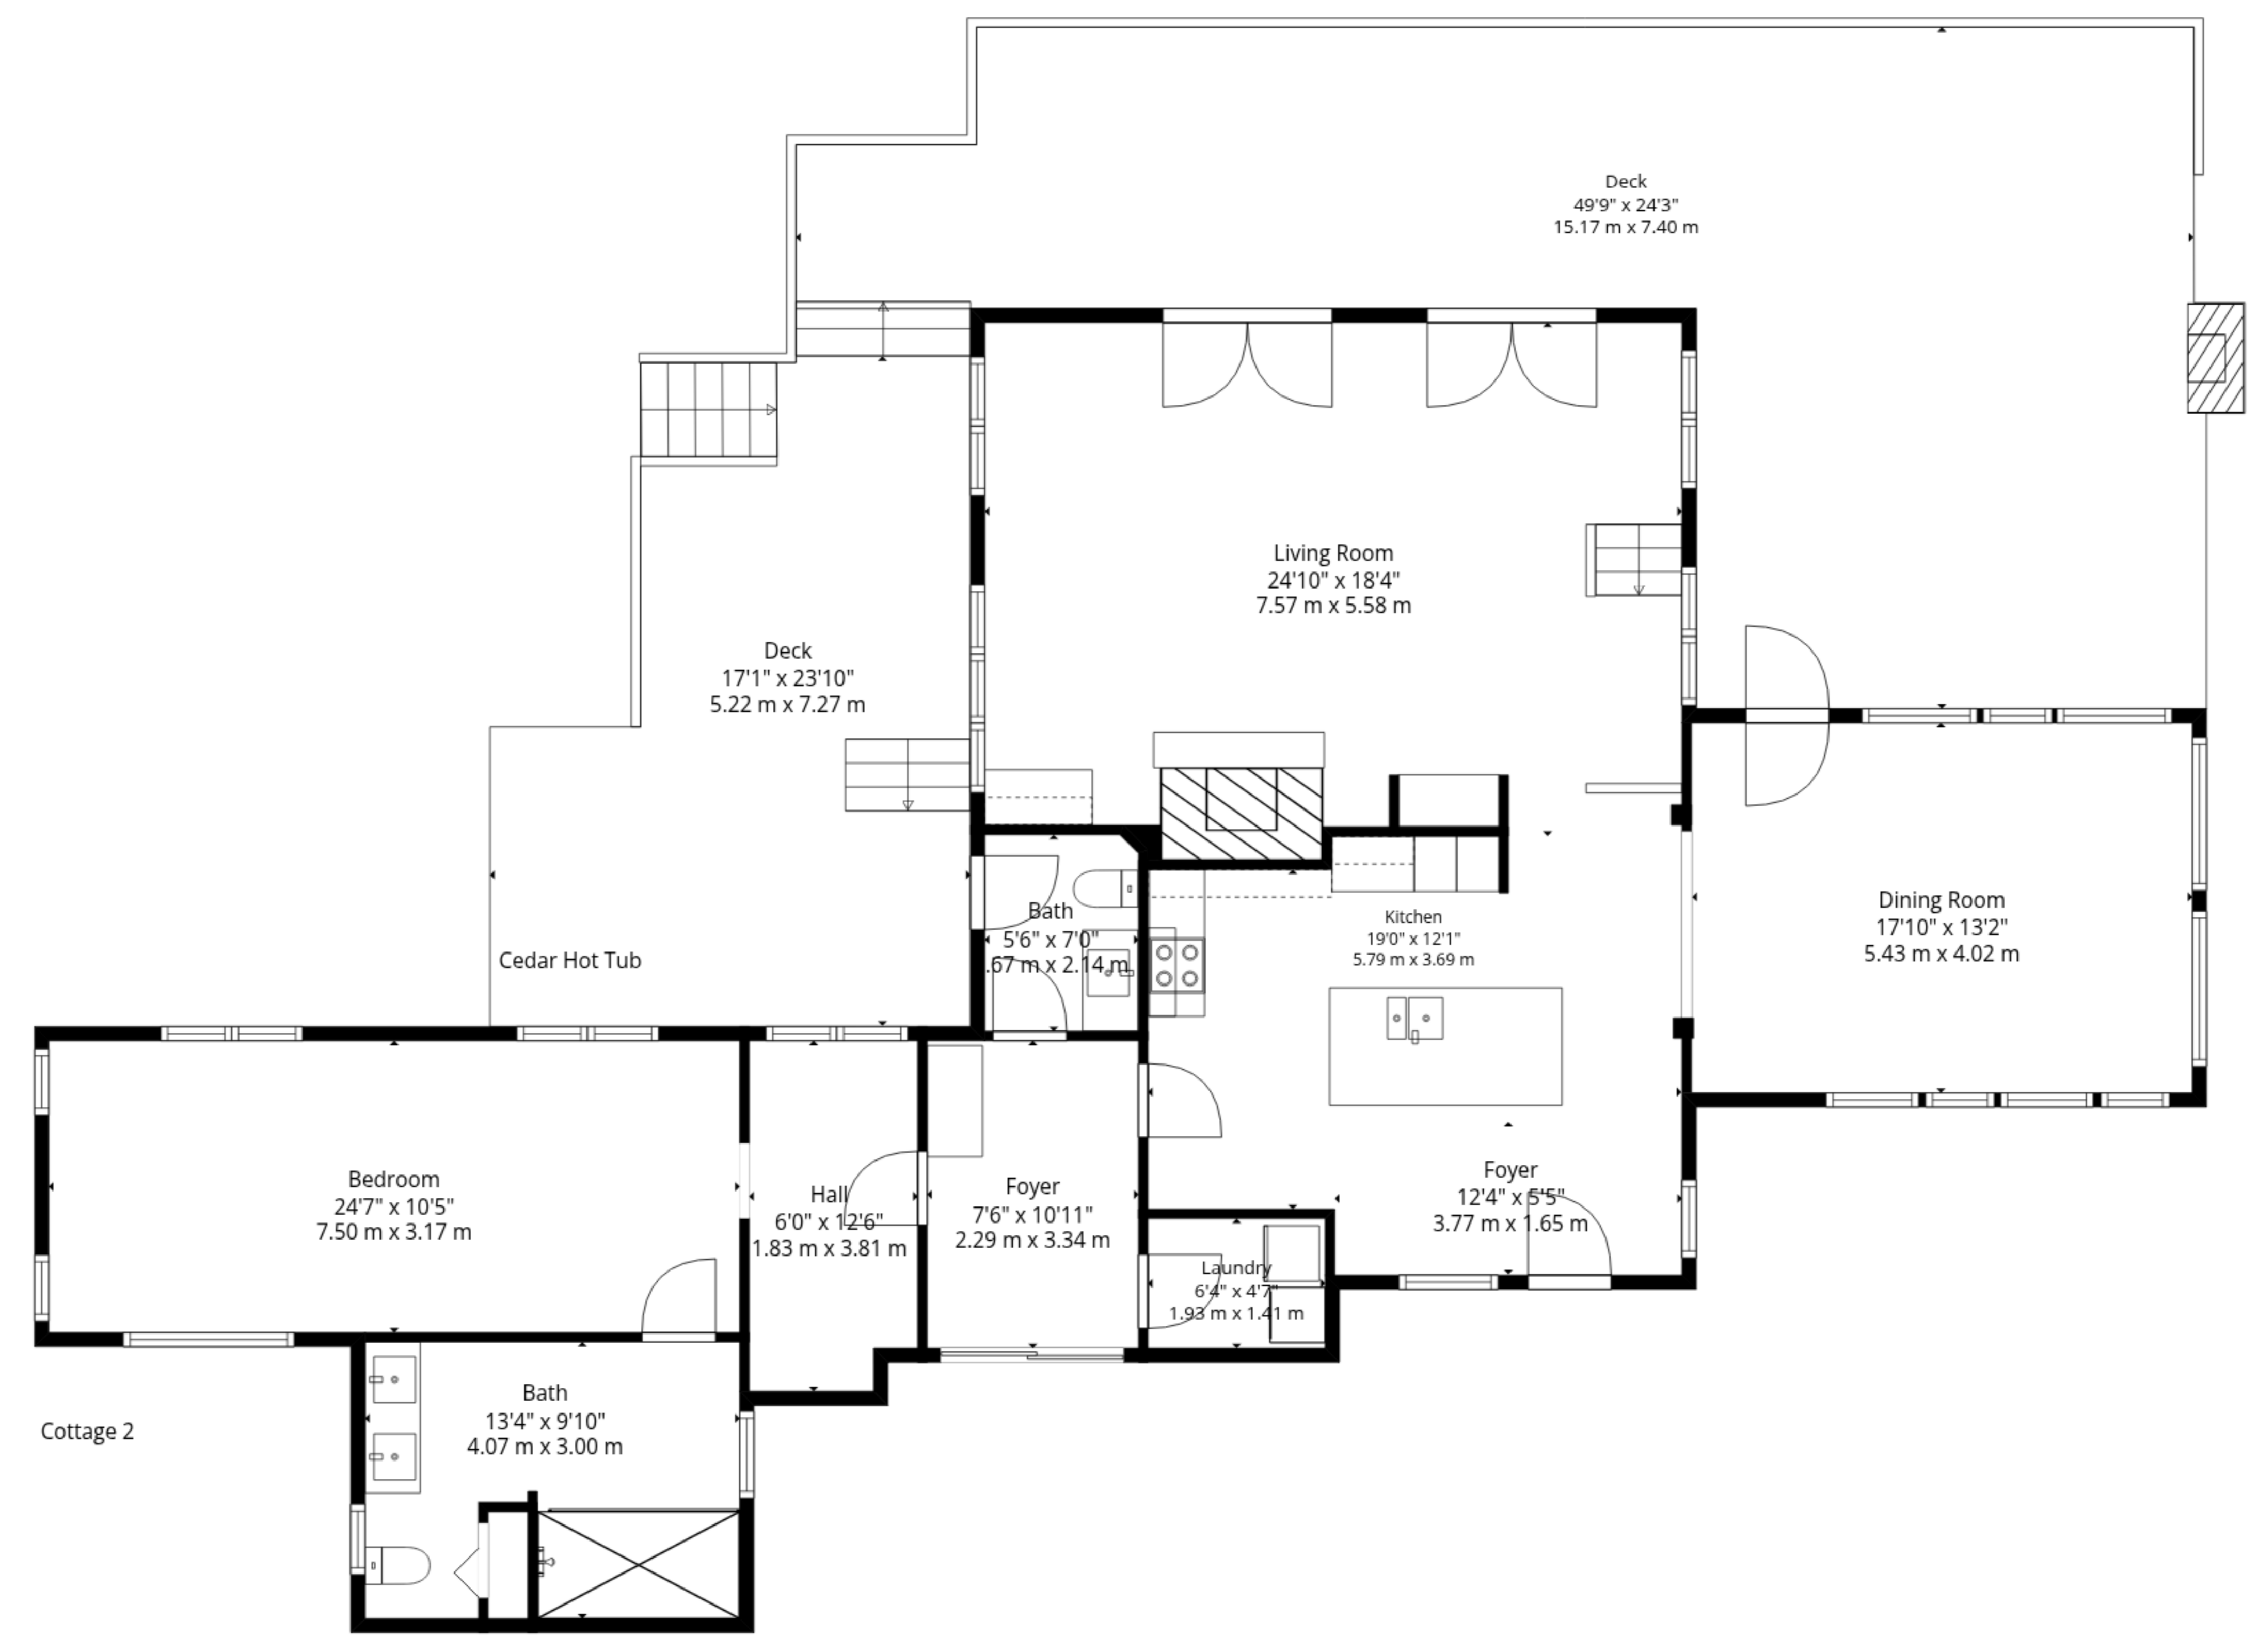 Deck
49'9" x 24'3"
15.17 m x 7.40 m
Living Room
24'10" x 18'4"
7.57 m x 5.58 m
Deck
17'1" x 23'10"
5.22 m x 7.27 m
Cedar Hot Tub
Bath
5'6" x 7'0"
.67 m x 2.14 m
Kitchen
19'0" x 12'1"
5.79 m x 3.69 m
Dining Room
17'10" x 13'2"
5.43 m x 4.02 m
Bedroom
24'7" x 10'5"
7.50 m x 3.17 m
Hall
6'0" x 12'6"
1.83 m x 3.81 m
Foyer
7'6" x 10'11"
2.29 m x 3.34 m
Foyer
12'4" x 5'5"
3.77 m x 1.65 m
Laundry
6'4" x 4'7"
1.93 m x 1.41 m
Bath
13'4" x 9'10"
4.07 m x 3.00 m
Cottage 2